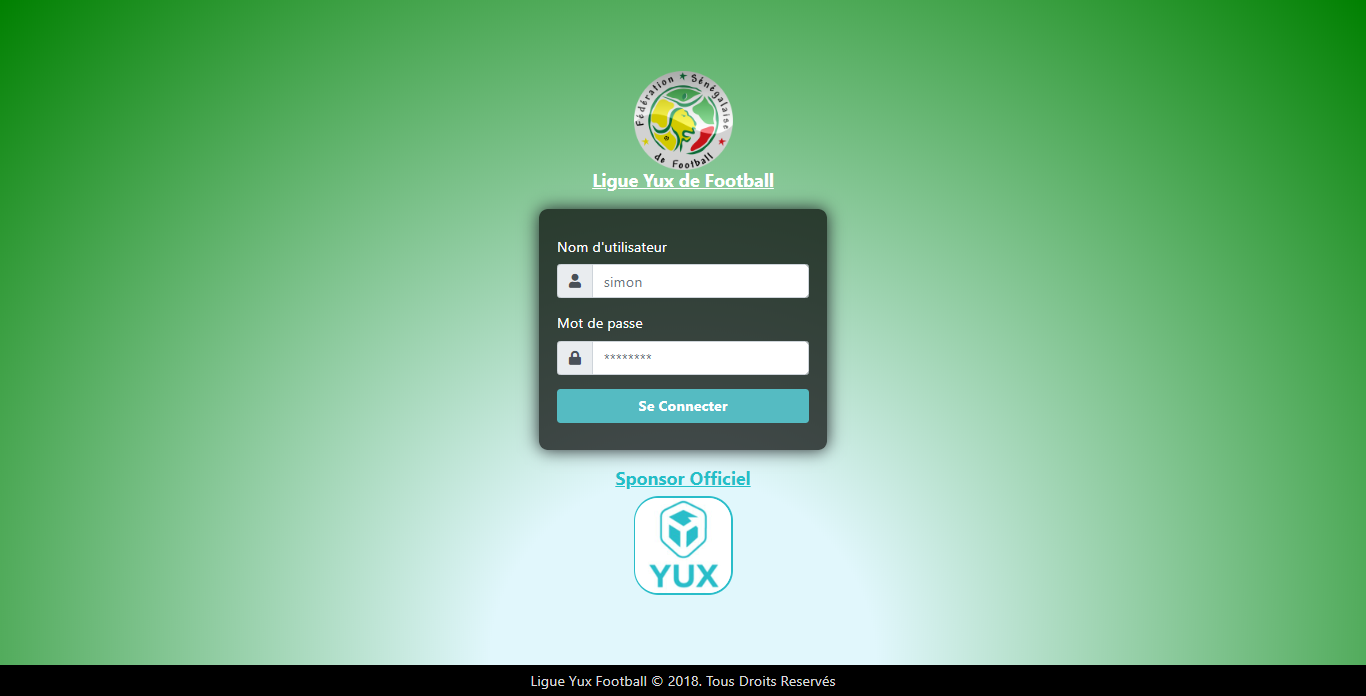 Fédération Sénégalaise
de Football
Ligue Yux de Football
Nom d'utilisateur
simon
Mot de passe
********
Se Connecter
Sponsor Officiel
YUX
Ligue Yux Football © 2018. Tous Droits Reservés